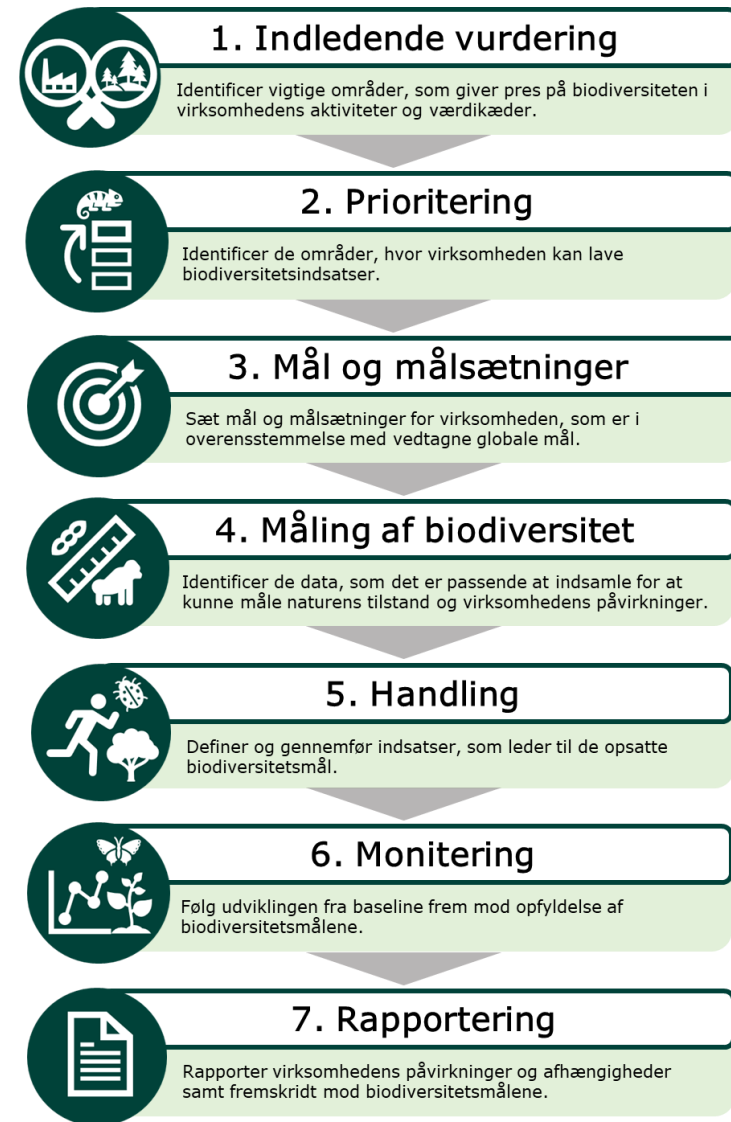 1. Indledende vurdering
Identificer vigtige områder, som giver pres på biodiversiteten i
virksomhedens aktiviteter og værdikæder.
2. Prioritering
Identificer de områder, hvor virksomheden kan lave
biodiversitetsindsatser.
3. Mål og målsætninger
Sæt mål og målsætninger for virksomheden, som er i
overensstemmelse med vedtagne globale mål.
4. Måling af biodiversitet
Identificer de data, som det er passende at indsamle for at
kunne måle naturens tilstand og virksomhedens påvirkninger.
5. Handling
Definer og gennemfør indsatser, som leder til de opsatte
biodiversitetsmål.
6. Monitering
Følg udviklingen fra baseline frem mod opfyldelse af
biodiversitetsmålene.
7. Rapportering
Rapporter virksomhedens påvirkninger og afhængigheder
samt fremskridt mod biodiversitetsmålene.